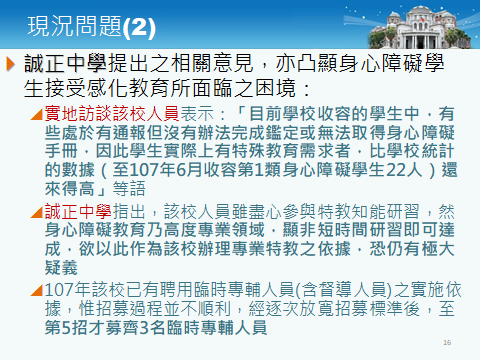 現況問題(2)
誠正中學提出之相關意見，亦凸顯身心障礙學
生接受感化教育所面臨之困境：
實地訪談該校人員表示：「目前學校收容的學生中，有
些處於有通報但沒有辦法完成鑑定或無法取得身心障礙
手冊，因此學生實際上有特殊教育需求者，比學校統計
的數據（至107年6月收容第1類身心障礙學生22人）還
來得高」等語
誠正中學指出，該校人員雖盡心參與特教知能研習，然
身心障礙教育乃高度專業領域，顯非短時間研習即可達
成，欲以此作為該校辦理專業特教之依據，恐仍有極大
疑義
107年該校已有聘用臨時專輔人員(含督導人員)之實施依
據，惟招募過程並不順利，經逐次放寬招募標準後，至
第5招才募齊3名臨時專輔人員
16